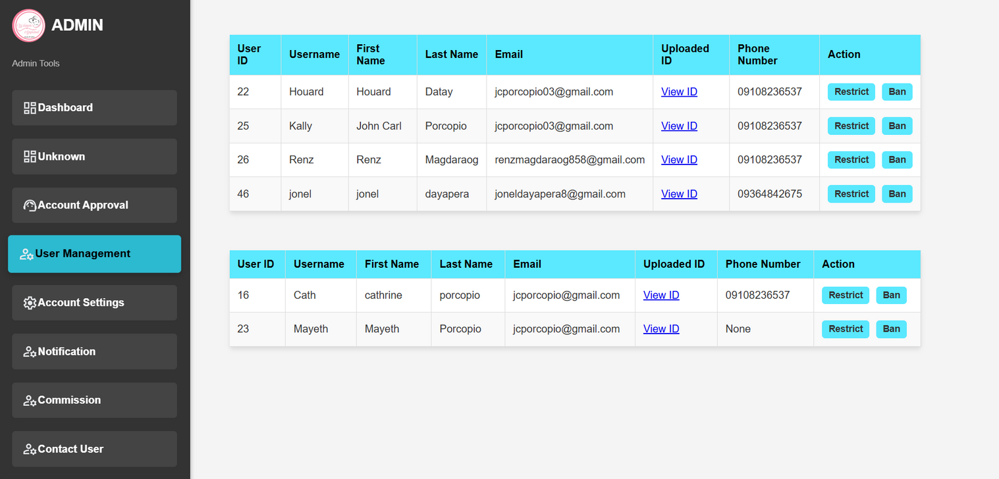 ADMIN
Admin Tools
Dashboard
Unknown
Account Approval
User Management
Account Settings
Notification
Commission
Contact User
User ID Username First Name Last Name Email Uploaded ID Phone Number Action
22 Houard Houard Datay jcporcopio03@gmail.com View ID 09108236537 Restrict Ban
25 Kally John Carl Porcopio jcporcopio03@gmail.com View ID 09108236537 Restrict Ban
26 Renz Renz Magdaraog renzmagdaraog858@gmail.com View ID 09108236537 Restrict Ban
46 jonel jonel dayapera joneldayapera8@gmail.com View ID 09364842675 Restrict Ban
User ID Username First Name Last Name Email Uploaded ID Phone Number Action
16 Cath cathrine porcopio jcporcopio@gmail.com View ID 09108236537 Restrict Ban
23 Mayeth Mayeth Porcopio jcporcopio@gmail.com View ID None Restrict Ban